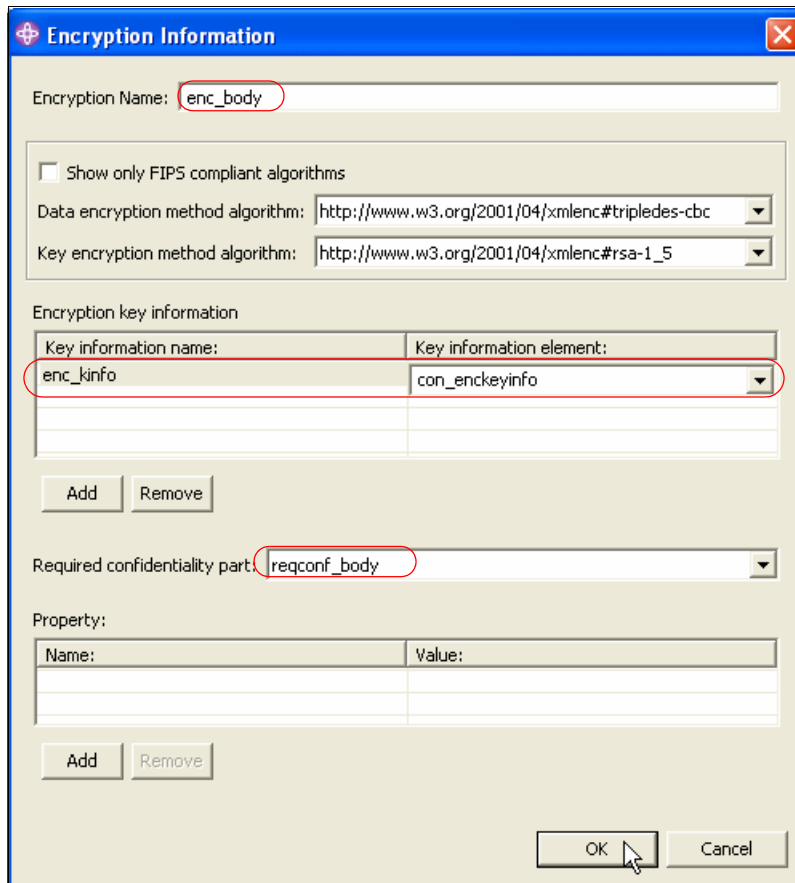 Encryption Information
Encryption Name: enc_body
Show only FIPS compliant algorithms
Data encryption method algorithm: http://www.w3.org/2001/04/xmlenc#tripledes-cbc
Key encryption method algorithm: http://www.w3.org/2001/04/xmlenc#rsa-1_5
Encryption key information
Key information name: Key information element:
enc_kinfo con_enckeyinfo
Add Remove
Required confidentiality part: reqconf_body
Property:
Name: Value:
Add Remove
OK Cancel